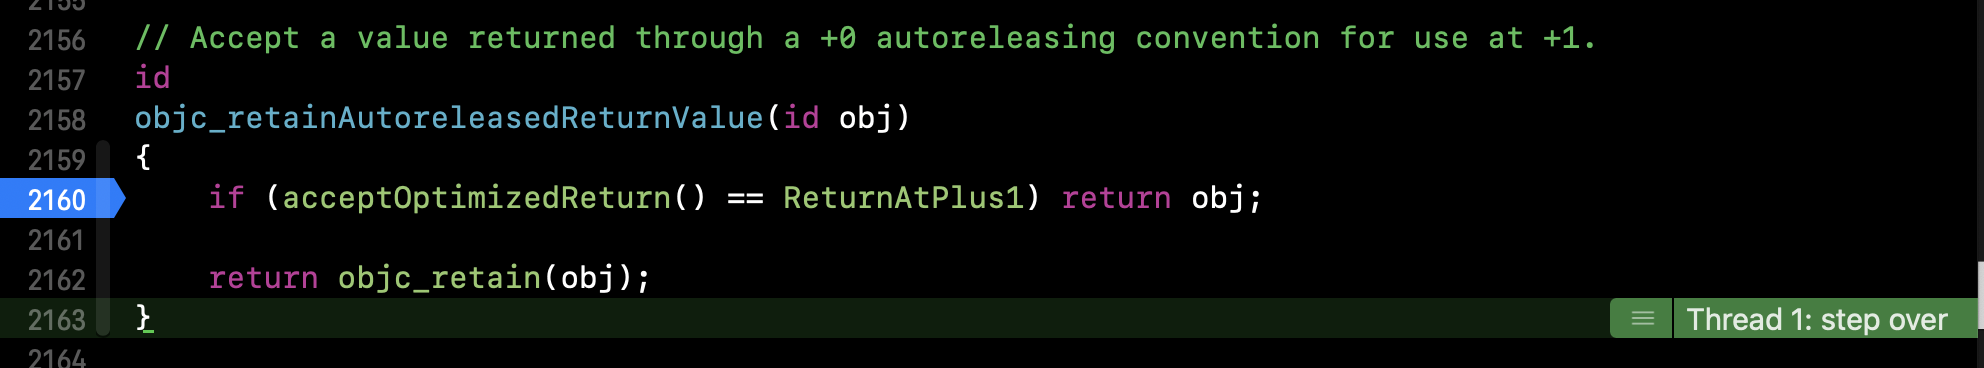 2155
2156 // Accept a value returned through a +0 autoreleasing convention for use at +1.
2157 id
2158 objc_retainAutoreleasedReturnValue(id obj)
2159 {
2160     if (acceptOptimizedReturn() == ReturnAtPlus1) return obj;
2161
2162     return objc_retain(obj);
2163 } Thread 1: step over
2164